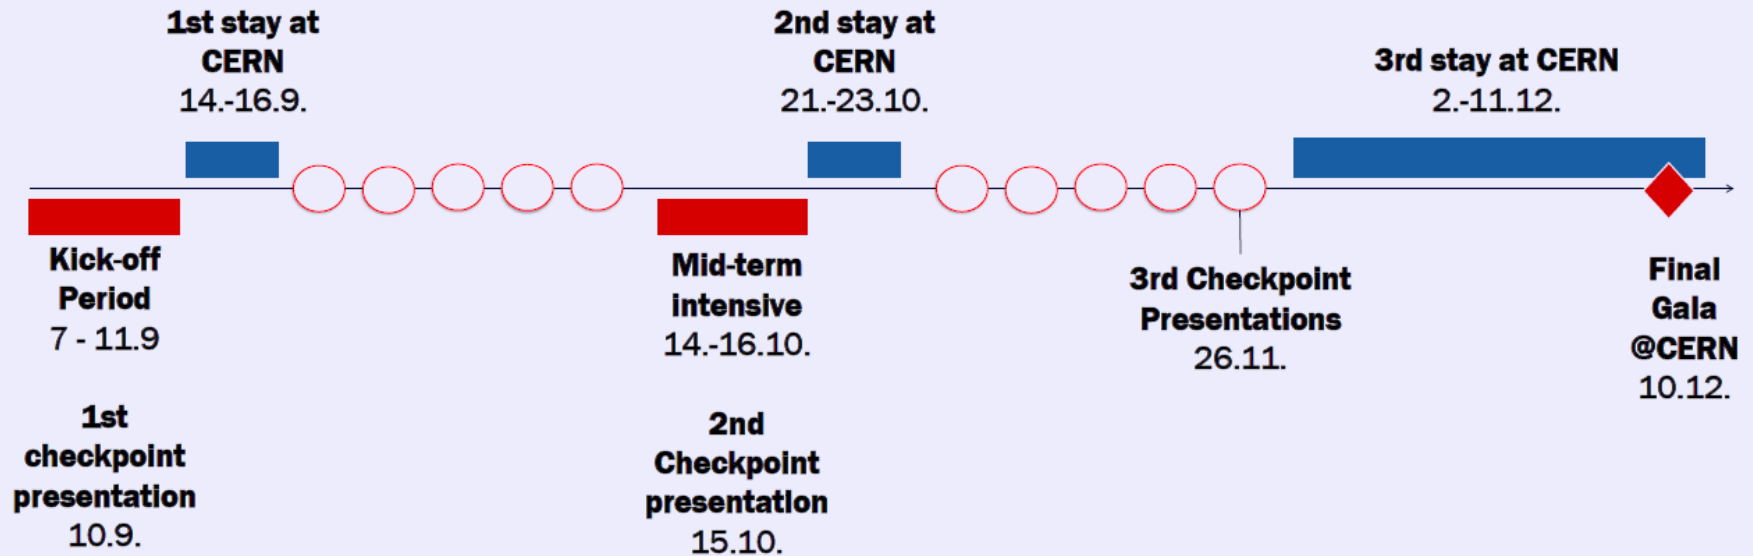 1st stay at
CERN
14.-16.9.
2nd stay at
CERN
21.-23.10.
3rd stay at CERN
2.-11.12.
Kick-off
Period
7 - 11.9
Mid-term
intensive
14.-16.10.
3rd Checkpoint
Presentations
26.11.
Final
Gala
@CERN
10.12.
1st
checkpoint
presentation
10.9.
2nd
Checkpoint
presentation
15.10.